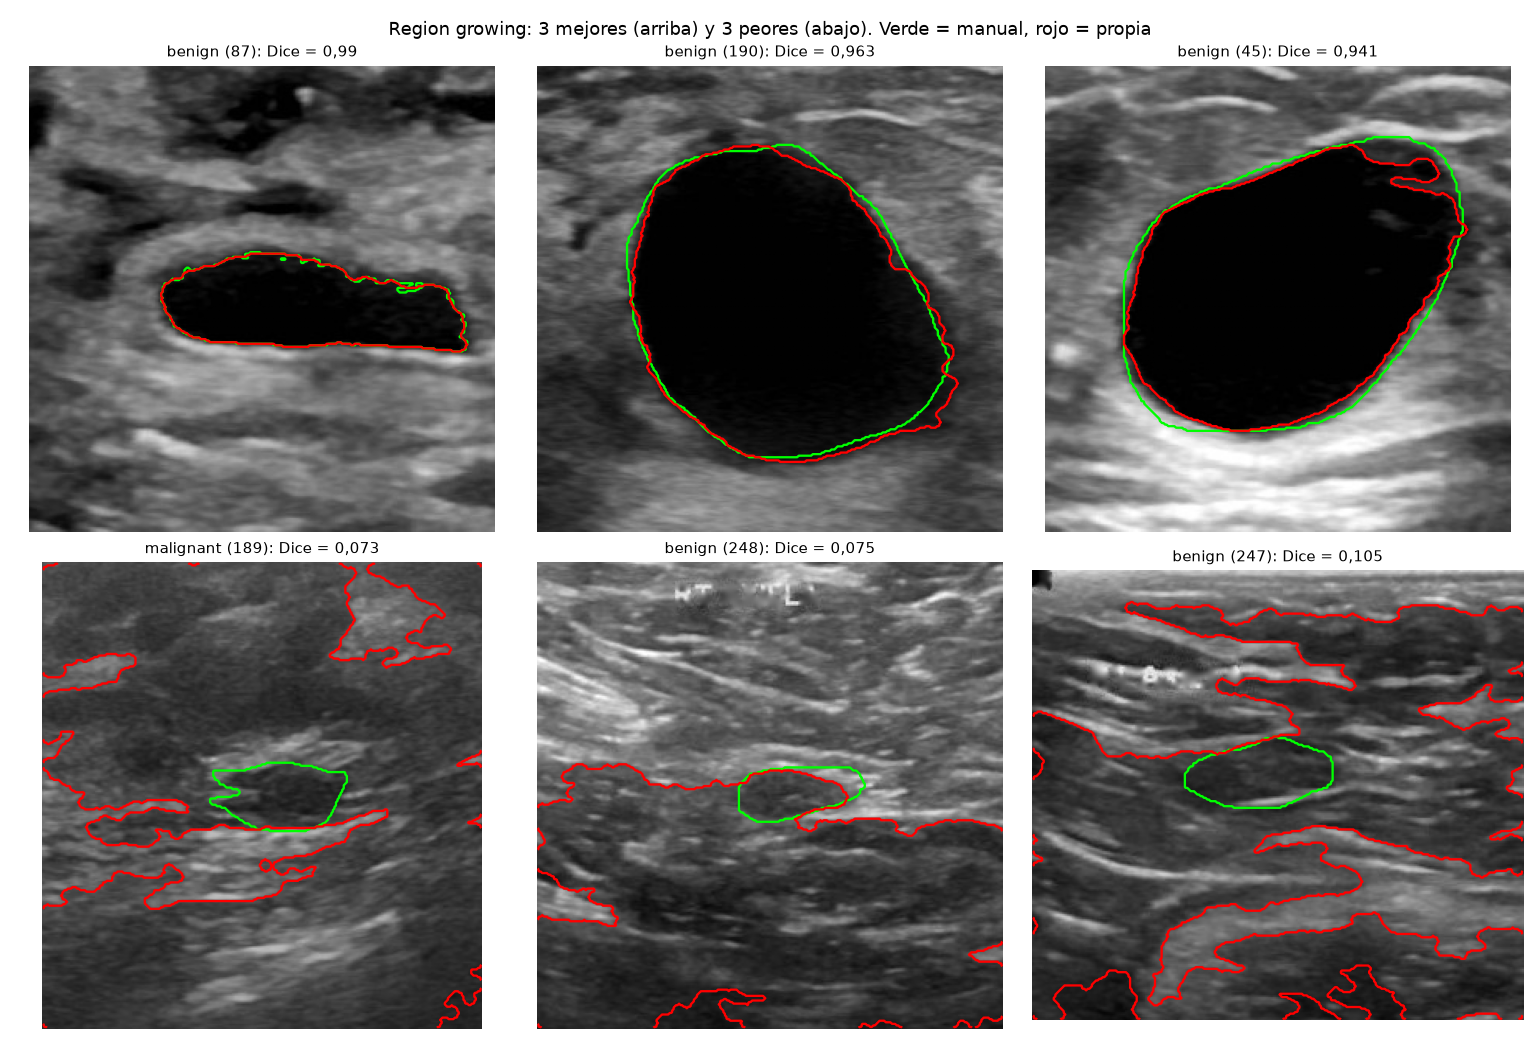 Region growing: 3 mejores (arriba) y 3 peores (abajo). Verde = manual, rojo = propia
benign (87): Dice = 0,99
benign (190): Dice = 0,963
benign (45): Dice = 0,941
malignant (189): Dice = 0,073
benign (248): Dice = 0,075
benign (247): Dice = 0,105